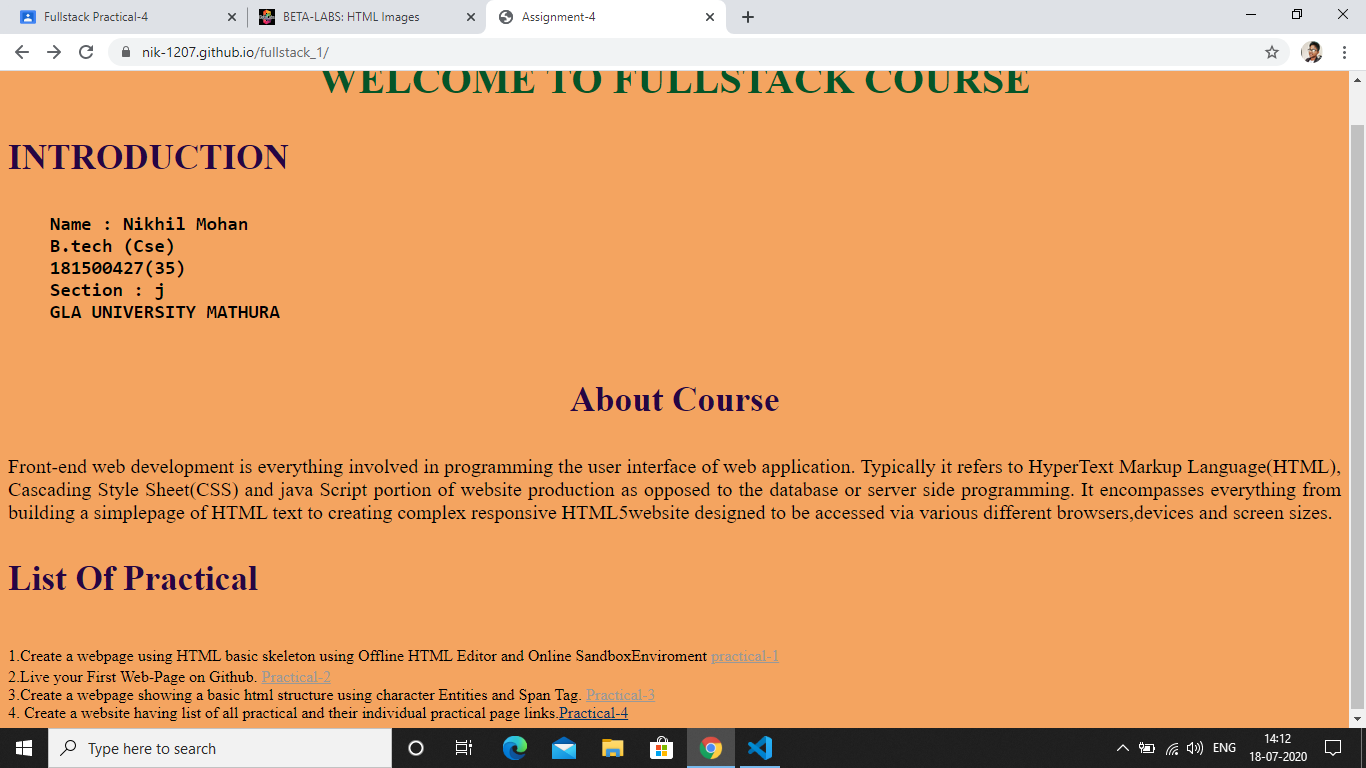 Fullstack Practical-4
BETA-LABS: HTML Images
Assignment-4
nik-1207.github.io/fullstack_1/
WELCOME TO FULLSTACK COURSE
INTRODUCTION
Name : Nikhil Mohan
B.tech (Cse)
181500427(35)
Section : j
GLA UNIVERSITY MATHURA
About Course
Front-end web development is everything involved in programming the user interface of web application. Typically it refers to HyperText Markup Language(HTML),
Cascading Style Sheet(CSS) and java Script portion of website production as opposed to the database or server side programming. It encompasses everything from
building a simplepage of HTML text to creating complex responsive HTML5website designed to be accessed via various different browsers,devices and screen sizes.
List Of Practical
1.Create a webpage using HTML basic skeleton using Offline HTML Editor and Online SandboxEnviroment practical-1
2.Live your First Web-Page on Github. Practical-2
3.Create a webpage showing a basic html structure using character Entities and Span Tag. Practical-3
4. Create a website having list of all practical and their individual practical page links.Practical-4
Type here to search
ENG
14:12
18-07-2020